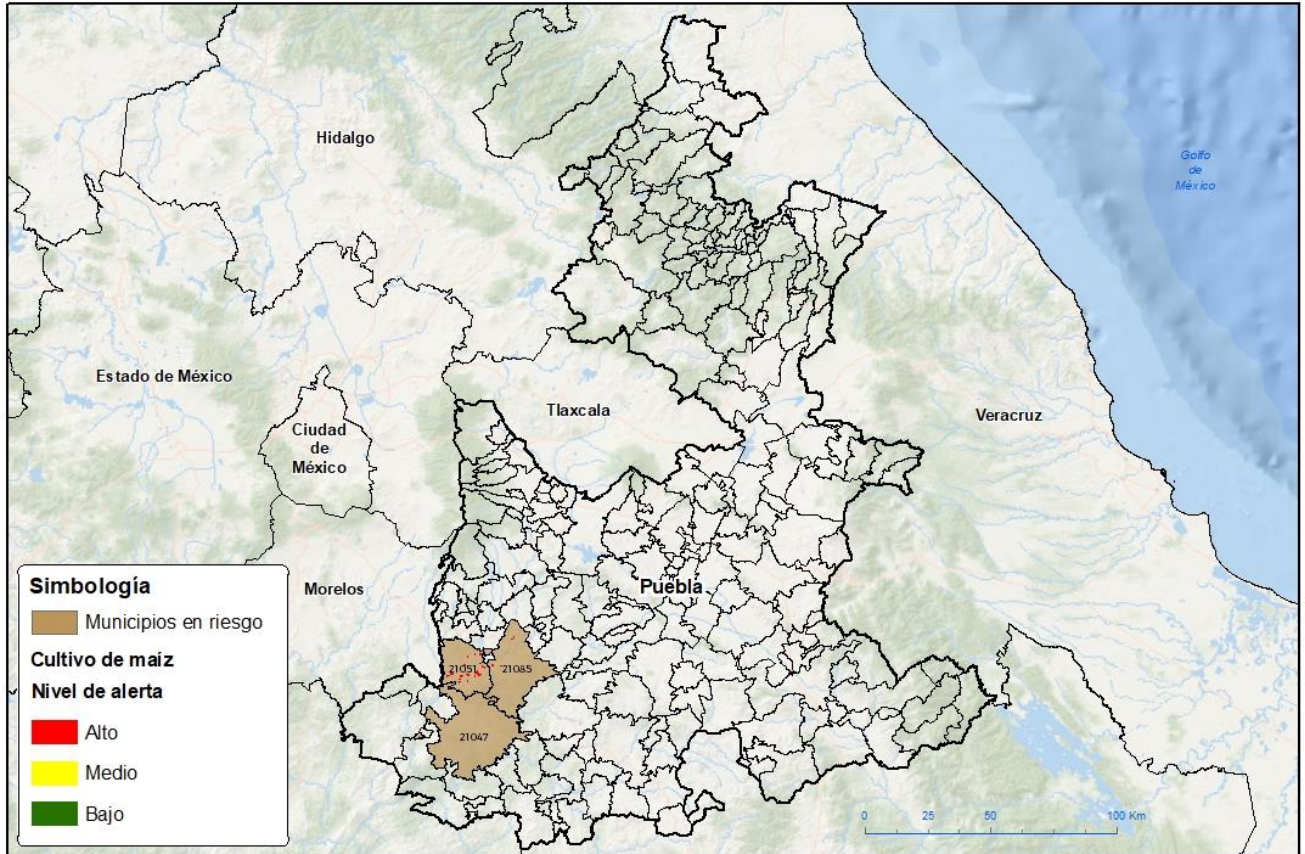 Hidalgo
Golfo
de
México
Estado de México
Tlaxcala
Veracruz
Ciudad
de
México
Morelos
Puebla
21051
21085
21047
Simbología
Municipios en riesgo
Cultivo de maíz
Nivel de alerta
Alto
Medio
Bajo
0 25 50 100 Km